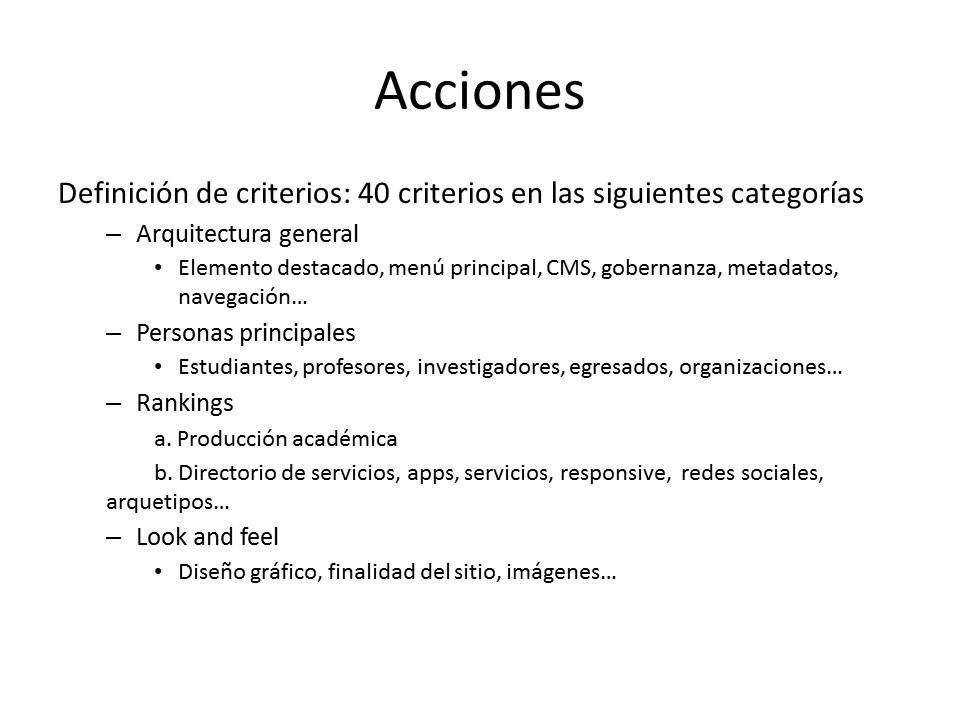 Acciones
Definición de criterios: 40 criterios en las siguientes categorías
– Arquitectura general
• Elemento destacado, menú principal, CMS, gobernanza, metadatos,
navegación…
– Personas principales
• Estudiantes, profesores, investigadores, egresados, organizaciones…
– Rankings
a. Producción académica
b. Directorio de servicios, apps, servicios, responsive, redes sociales,
arquetipos…
– Look and feel
• Diseño gráfico, finalidad del sitio, imágenes…